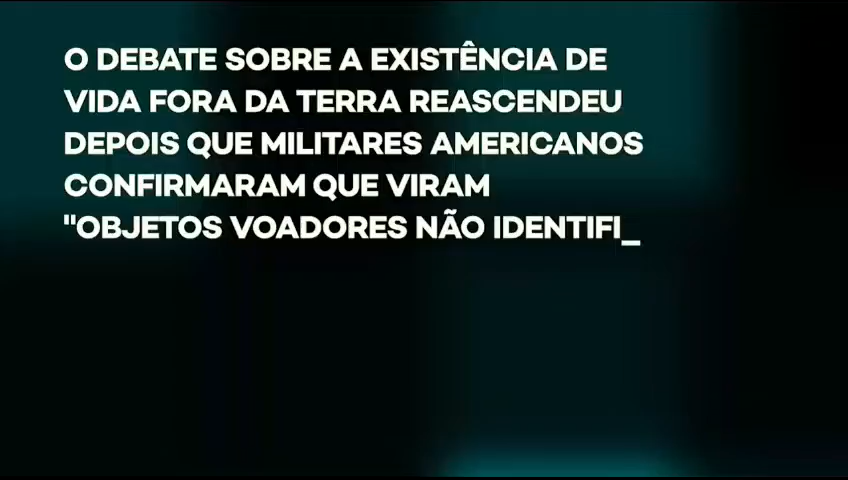 O DEBATE SOBRE A EXISTÊNCIA DE
VIDA FORA DA TERRA REASCENDEU
DEPOIS QUE MILITARES AMERICANOS
CONFIRMARAM QUE VIRAM
"OBJETOS VOADORES NÃO IDENTIFI_